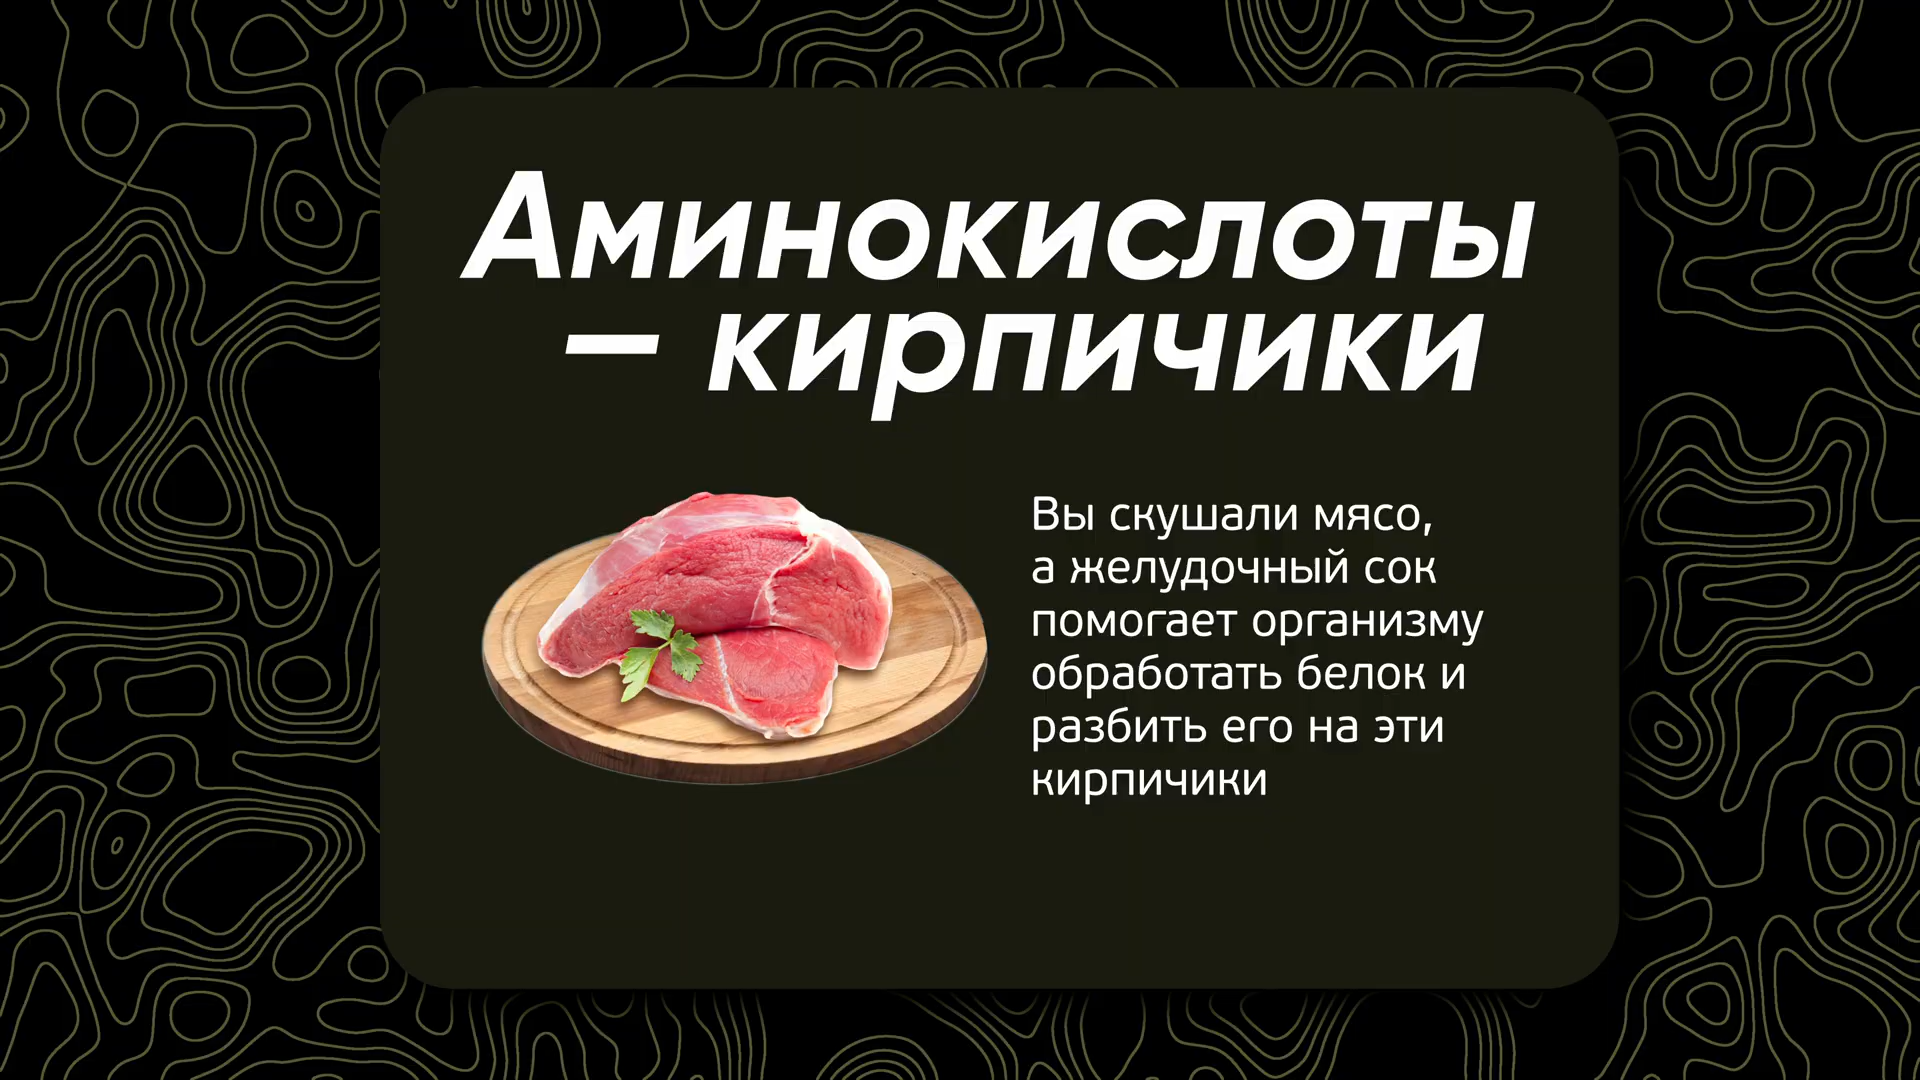 Аминокислоты
– кирпичики
Вы скушали мясо,
а желудочный сок
помогает организму
обработать белок и
разбить его на эти
кирпичики